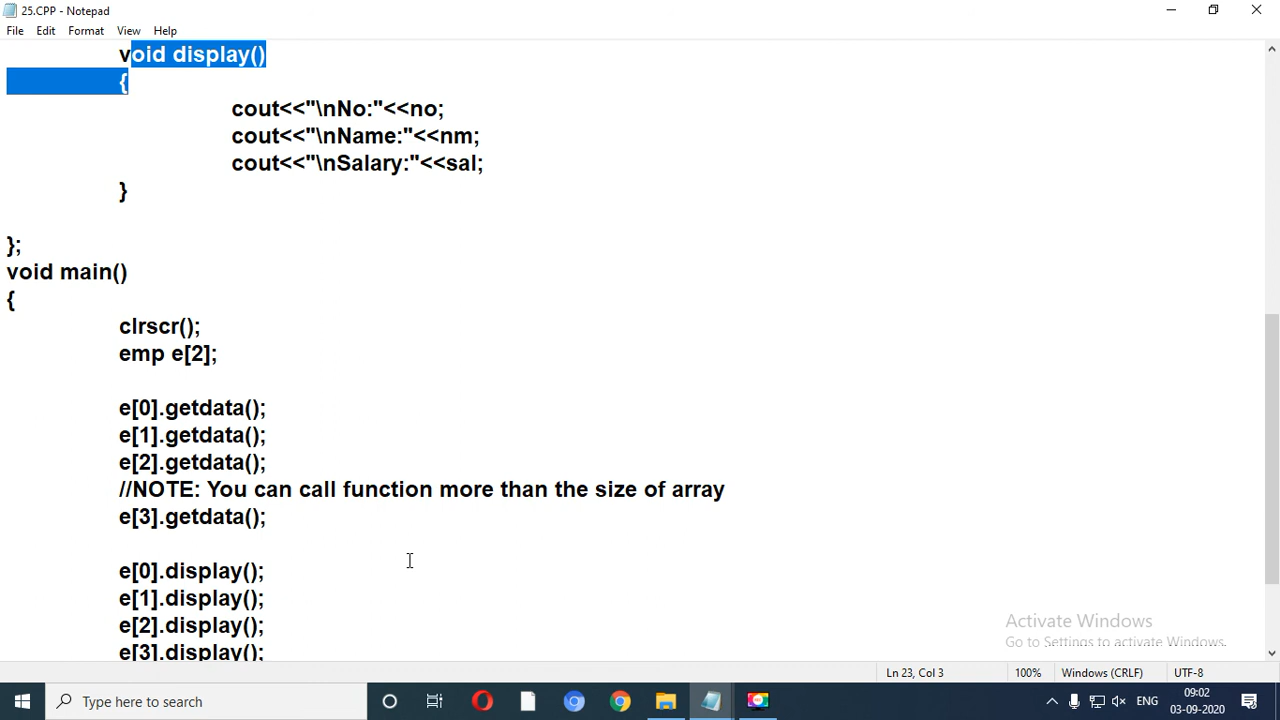 25.CPP - Notepad
File Edit Format View Help
void display()
{
cout<<"\nNo:"<<no;
cout<<"\nName:"<<nm;
cout<<"\nSalary:"<<sal;
}
};
void main()
{
clrscr();
emp e[2];
e[0].getdata();
e[1].getdata();
e[2].getdata();
//NOTE: You can call function more than the size of array
e[3].getdata();
e[0].display();
e[1].display();
e[2].display();
e[3].display();
Activate Windows
Go to Settings to activate Windows.
Ln 23, Col 3 100% Windows (CRLF) UTF-8
Type here to search
ENG
09:02
03-09-2020